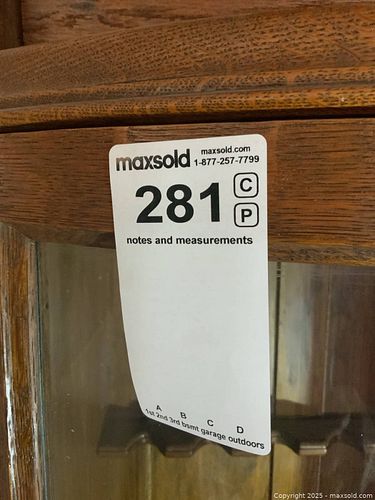 maxsold
maxsold.com
1-877-257-7799
281
C
P
notes and measurements
A B C D
1st 2nd 3rd bsmt garage outdoors
Copyright 2025 - maxsold.com